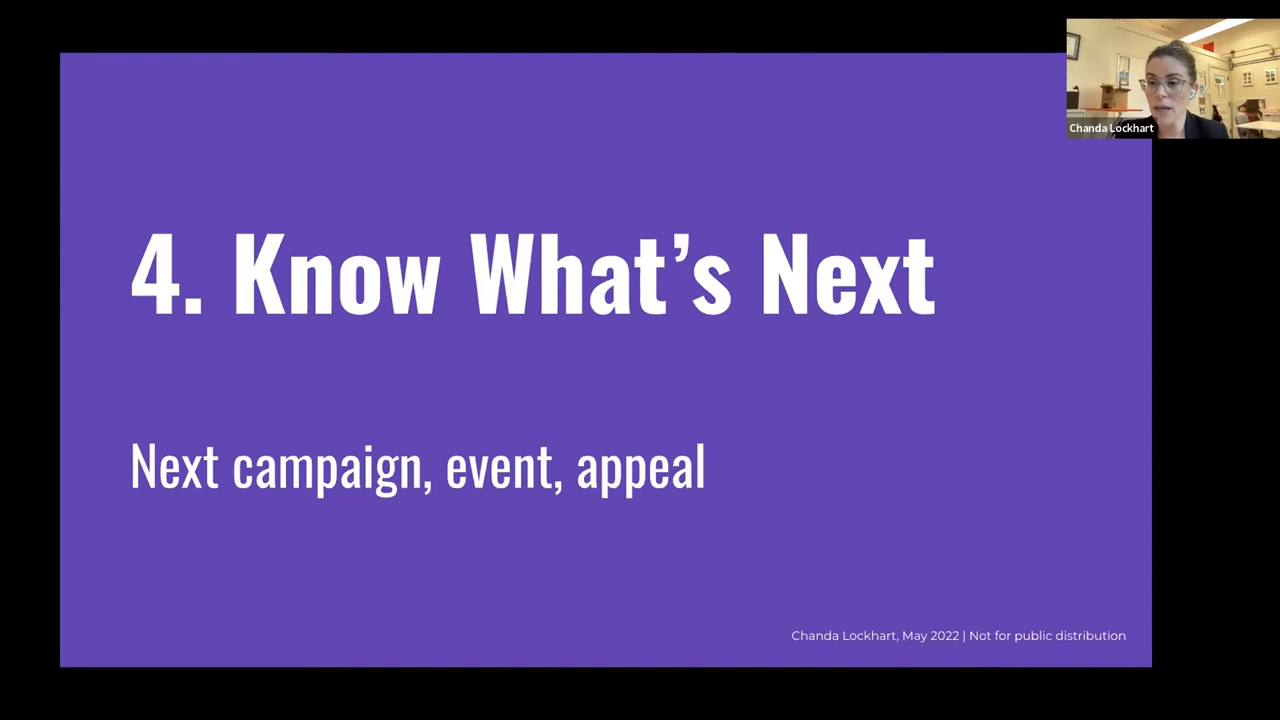 Chanda Lockhart
4. Know What’s Next
Next campaign, event, appeal
Chanda Lockhart, May 2022 | Not for public distribution